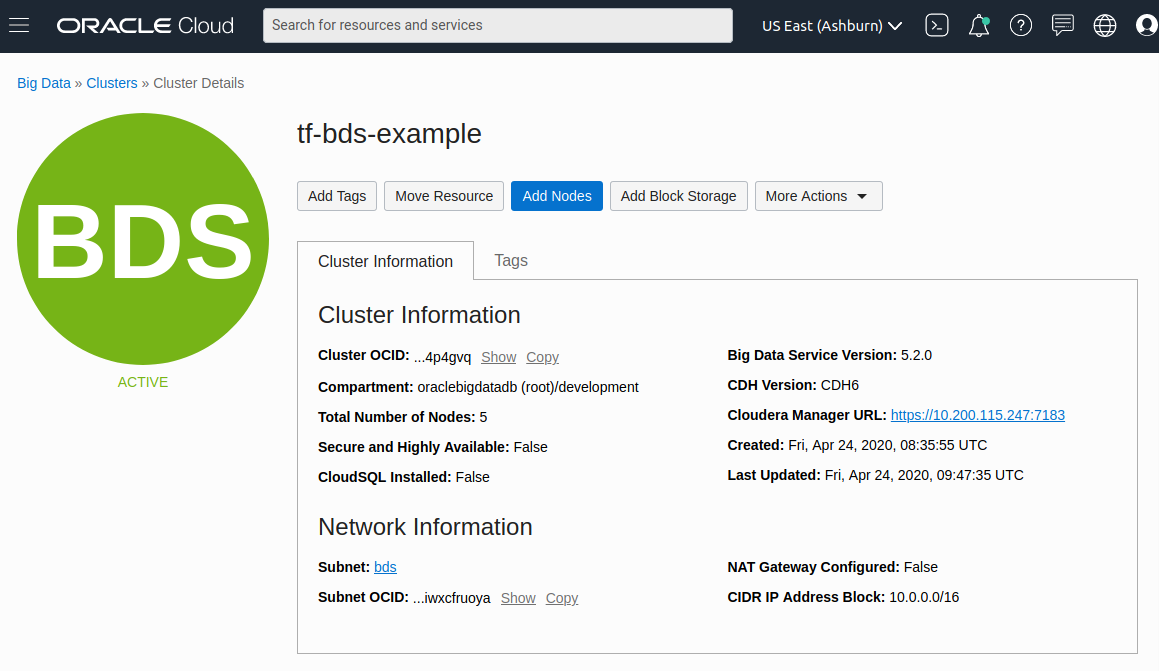 ORACLE Cloud
Search for resources and services
US East (Ashburn)
Big Data » Clusters » Cluster Details
BDS
ACTIVE
tf-bds-example
Add Tags
Move Resource
Add Nodes
Add Block Storage
More Actions
Cluster Information
Tags
Cluster Information
Cluster OCID: ...4p4gvq Show Copy
Compartment: oraclebigdatadb (root)/development
Total Number of Nodes: 5
Secure and Highly Available: False
CloudSQL Installed: False
Big Data Service Version: 5.2.0
CDH Version: CDH6
Cloudera Manager URL: https://10.200.115.247:7183
Created: Fri, Apr 24, 2020, 08:35:55 UTC
Last Updated: Fri, Apr 24, 2020, 09:47:35 UTC
Network Information
Subnet: bds
Subnet OCID: ...iwxcfruoya Show Copy
NAT Gateway Configured: False
CIDR IP Address Block: 10.0.0.0/16